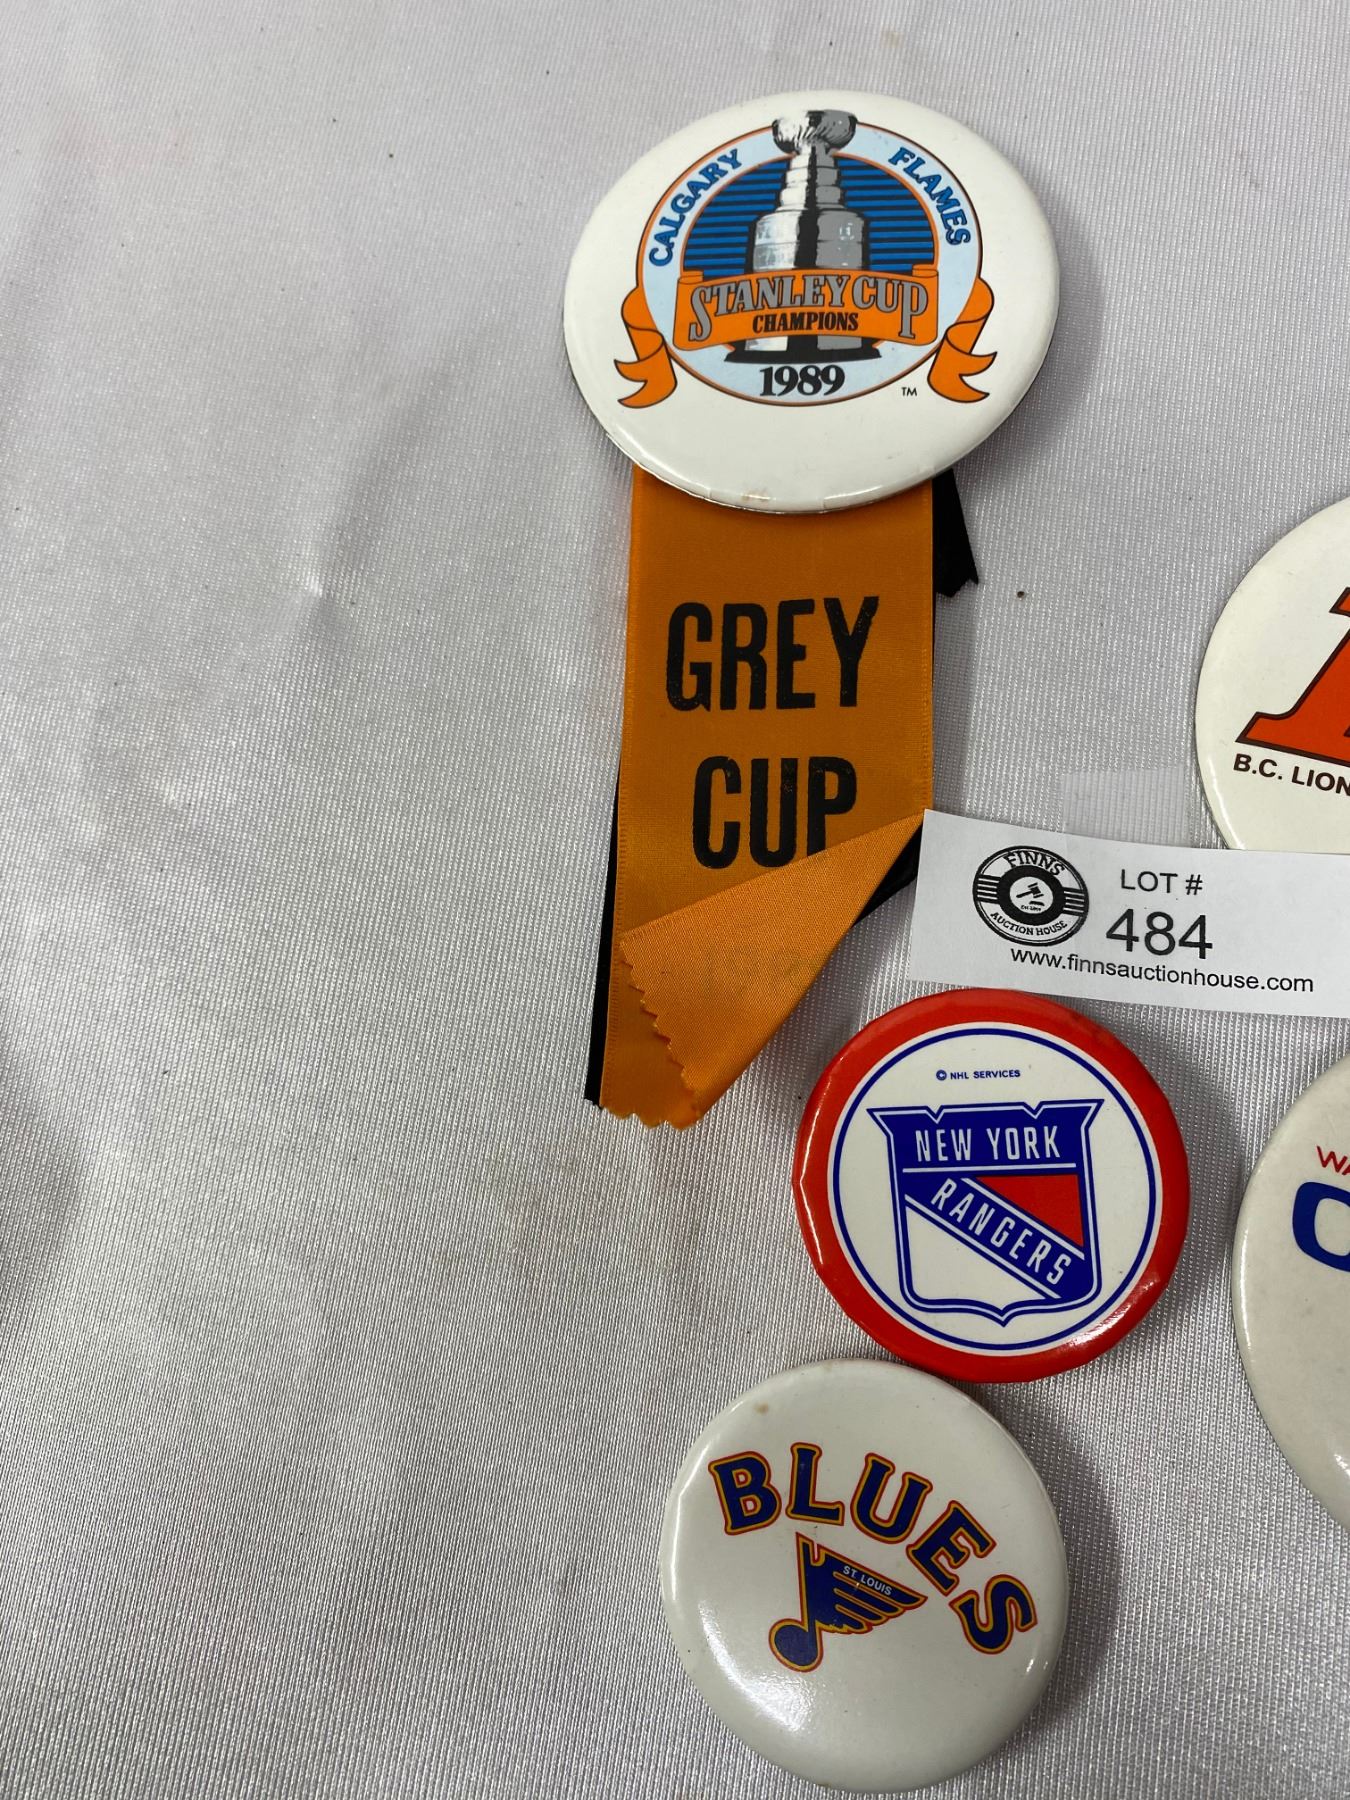 CALGARY FLAMES
STANLEY CUP
CHAMPIONS
1989
TM
GREY
CUP
B.C. LION
FINNS
AUCTION HOUSE
LOT #
484
www.finnsauctionhouse.com
© NHL SERVICES
NEW YORK
RANGERS
WA
BLUES
ST. LOUIS